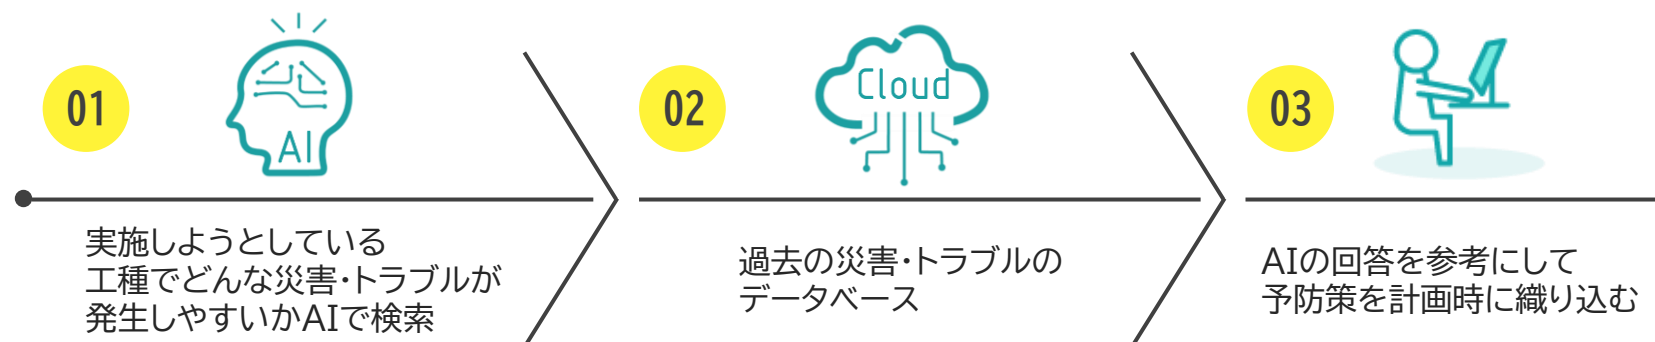 01
AI
実施しようとしている
工種でどんな災害・トラブルが
発生しやすいかAIで検索
02
Cloud
過去の災害・トラブルの
データベース
03
AIの回答を参考にして
予防策を計画時に織り込む